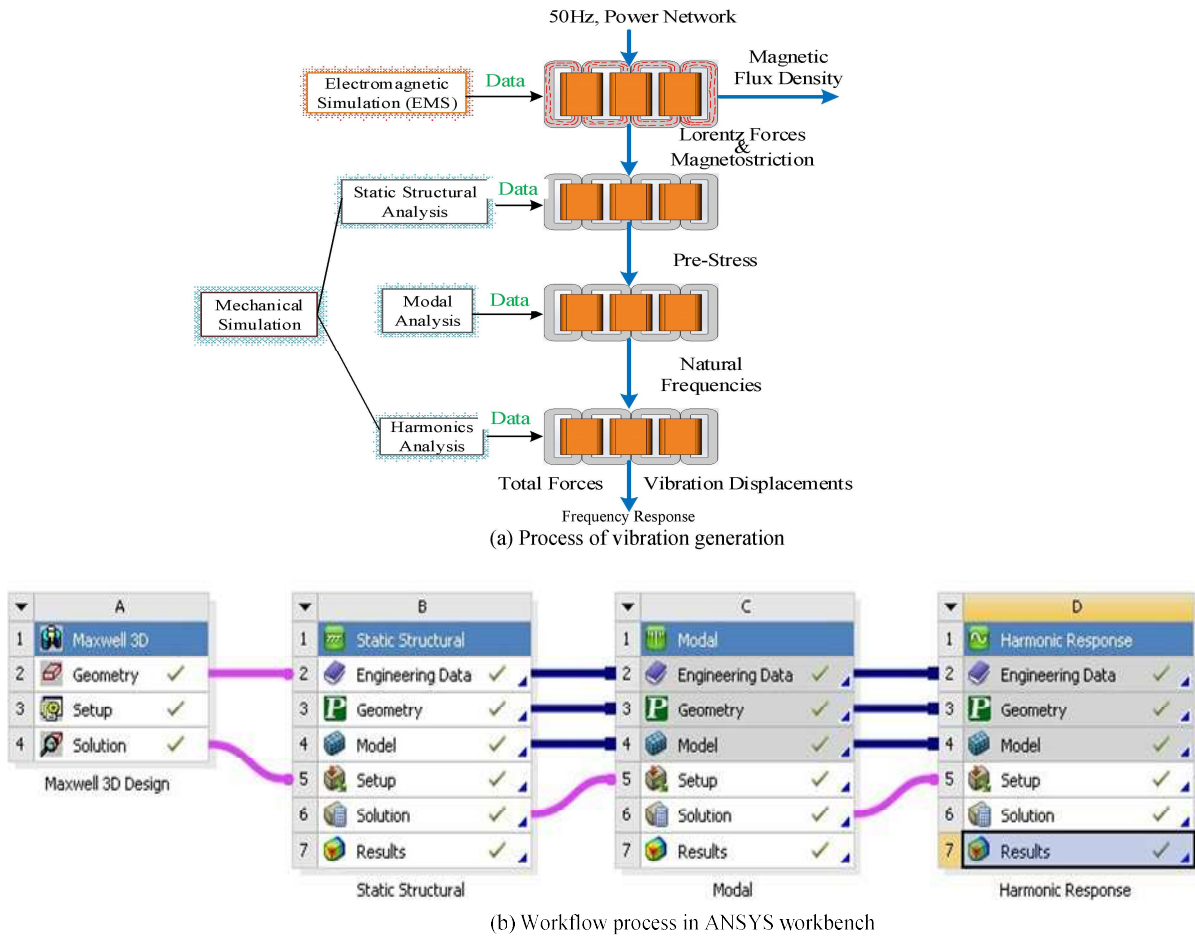 50Hz, Power Network
Magnetic
Flux Density
Electromagnetic
Simulation (EMS)
Data
Lorentz Forces
&
Magnetostriction
Static Structural
Analysis
Data
Pre-Stress
Mechanical
Simulation
Modal
Analysis
Data
Natural
Frequencies
Harmonics
Analysis
Data
Total Forces
Vibration Displacements
Frequency Response
(a) Process of vibration generation
A
1 Maxwell 3D
2 Geometry
3 Setup
4 Solution
Maxwell 3D Design
B
1 Static Structural
2 Engineering Data
3 Geometry
4 Model
5 Setup
6 Solution
7 Results
Static Structural
C
1 Modal
2 Engineering Data
3 Geometry
4 Model
5 Setup
6 Solution
7 Results
Modal
D
1 Harmonic Response
2 Engineering Data
3 Geometry
4 Model
5 Setup
6 Solution
7 Results
Harmonic Response
(b) Workflow process in ANSYS workbench